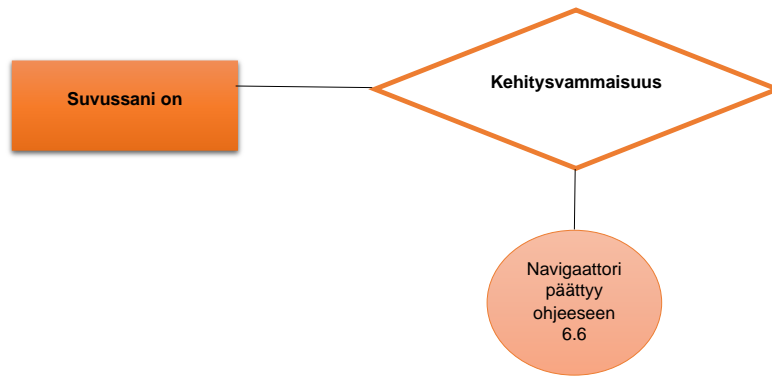 Suvussani on
Kehitysvammaisuus
Navigaattori
päättyy
ohjeeseen
6.6